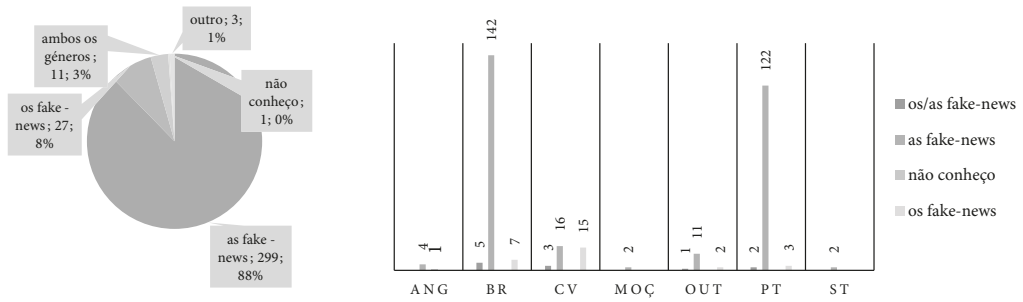 outro; 3;
1%
ambos os
géneros;
11; 3%
não
conheço;
1; 0%
os fake -
news; 27;
8%
as fake -
news; 299;
88%
4
1
5
142
7
3
16
15
2
1
11
2
2
122
3
2
ANG
BR
CV
MOÇ
OUT
PT
ST
os/as fake-news
as fake-news
não conheço
os fake-news